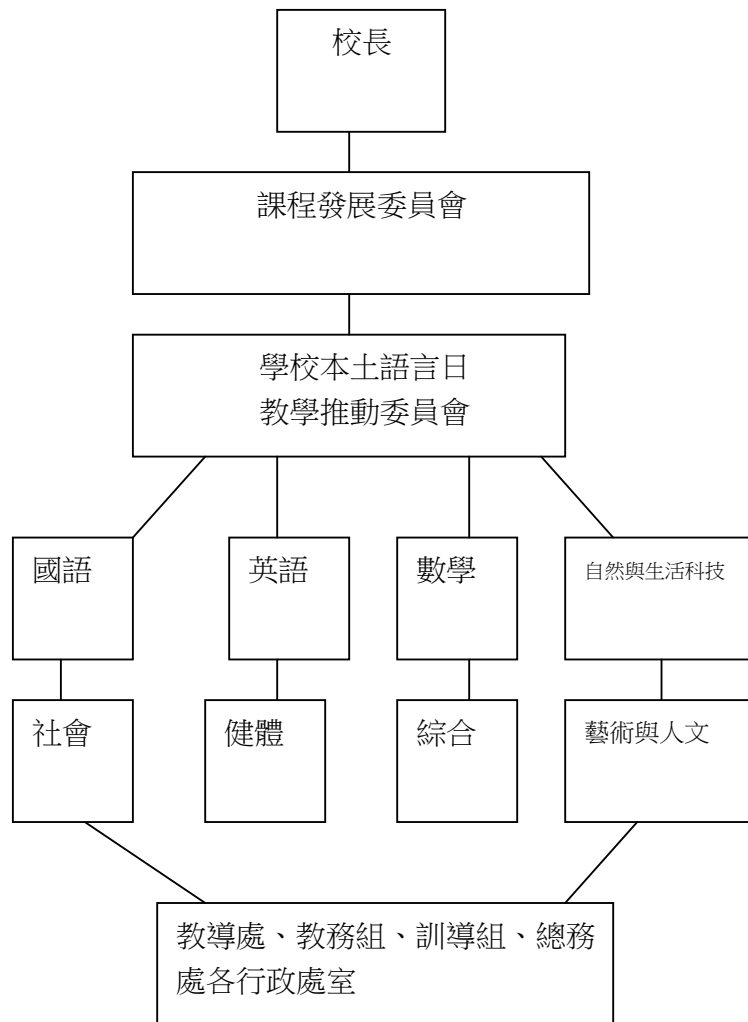 校長
課程發展委員會
學校本土語言日
教學推動委員會
國語
英語
數學
自然與生活科技
社會
健體
綜合
藝術與人文
教導處、教務組、訓導組、總務
處各行政處室